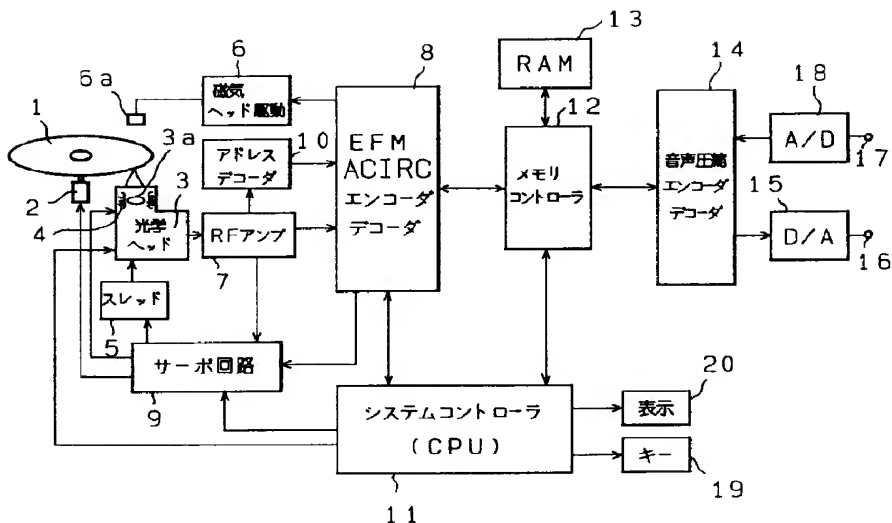 13
RAM
6
磁気
ヘッド駆動
6a
8
EFM
ACIRC
エンコーダ
デコーダ
12
メモリ
コントローラ
14
音声圧縮
エンコーダ
デコーダ
18
A/D
17
15
D/A
16
1
3a
2
4
3
光学
ヘッド
10
アドレス
デコーダ
RFアンプ
7
スレッド
5
サーボ回路
9
システムコントローラ
(CPU)
11
20
表示
キー
19